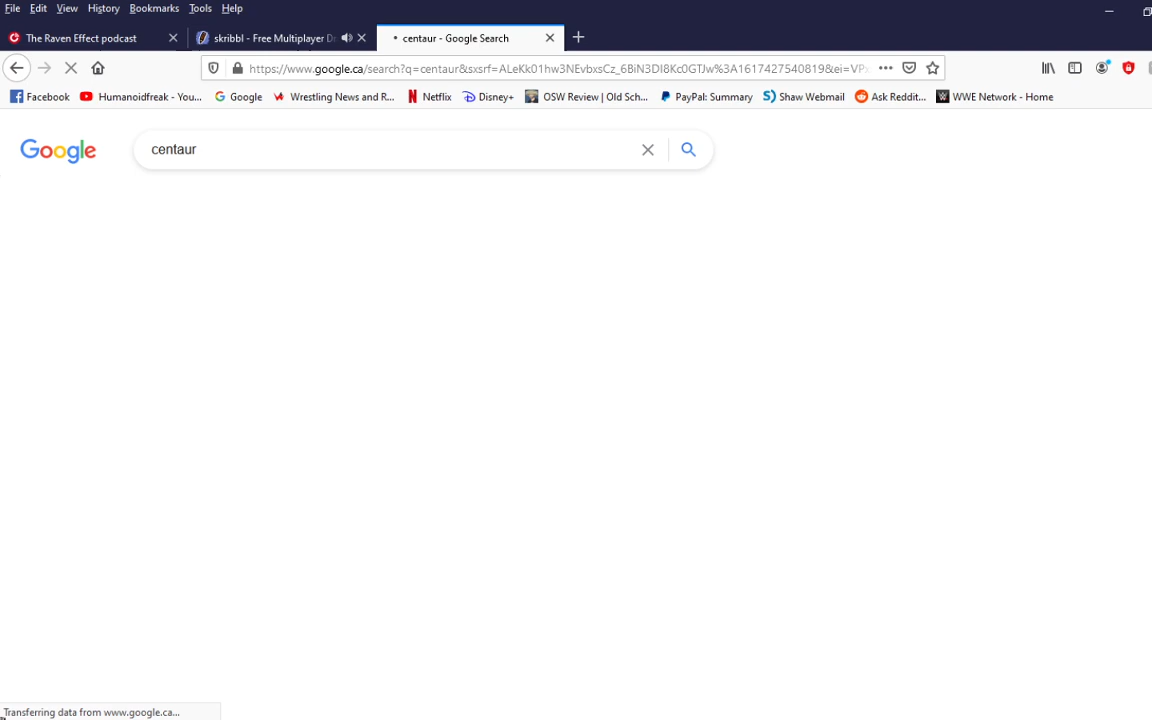 File Edit View History Bookmarks Tools Help
The Raven Effect podcast skribbl - Free Multiplayer D centaur - Google Search
https://www.google.ca/search?q=centaur&sxsrf=ALeKk01hw3NEvbxsCz_6BiN3DI8Kc0GTJw%3A1617427540819&ei=VPx
Facebook Humanoidfreak - You... Google Wrestling News and R... Netflix Disney+ OSW Review | Old Sch... PayPal: Summary Shaw Webmail Ask Reddit... WWE Network - Home
Google centaur
Transferring data from www.google.ca...